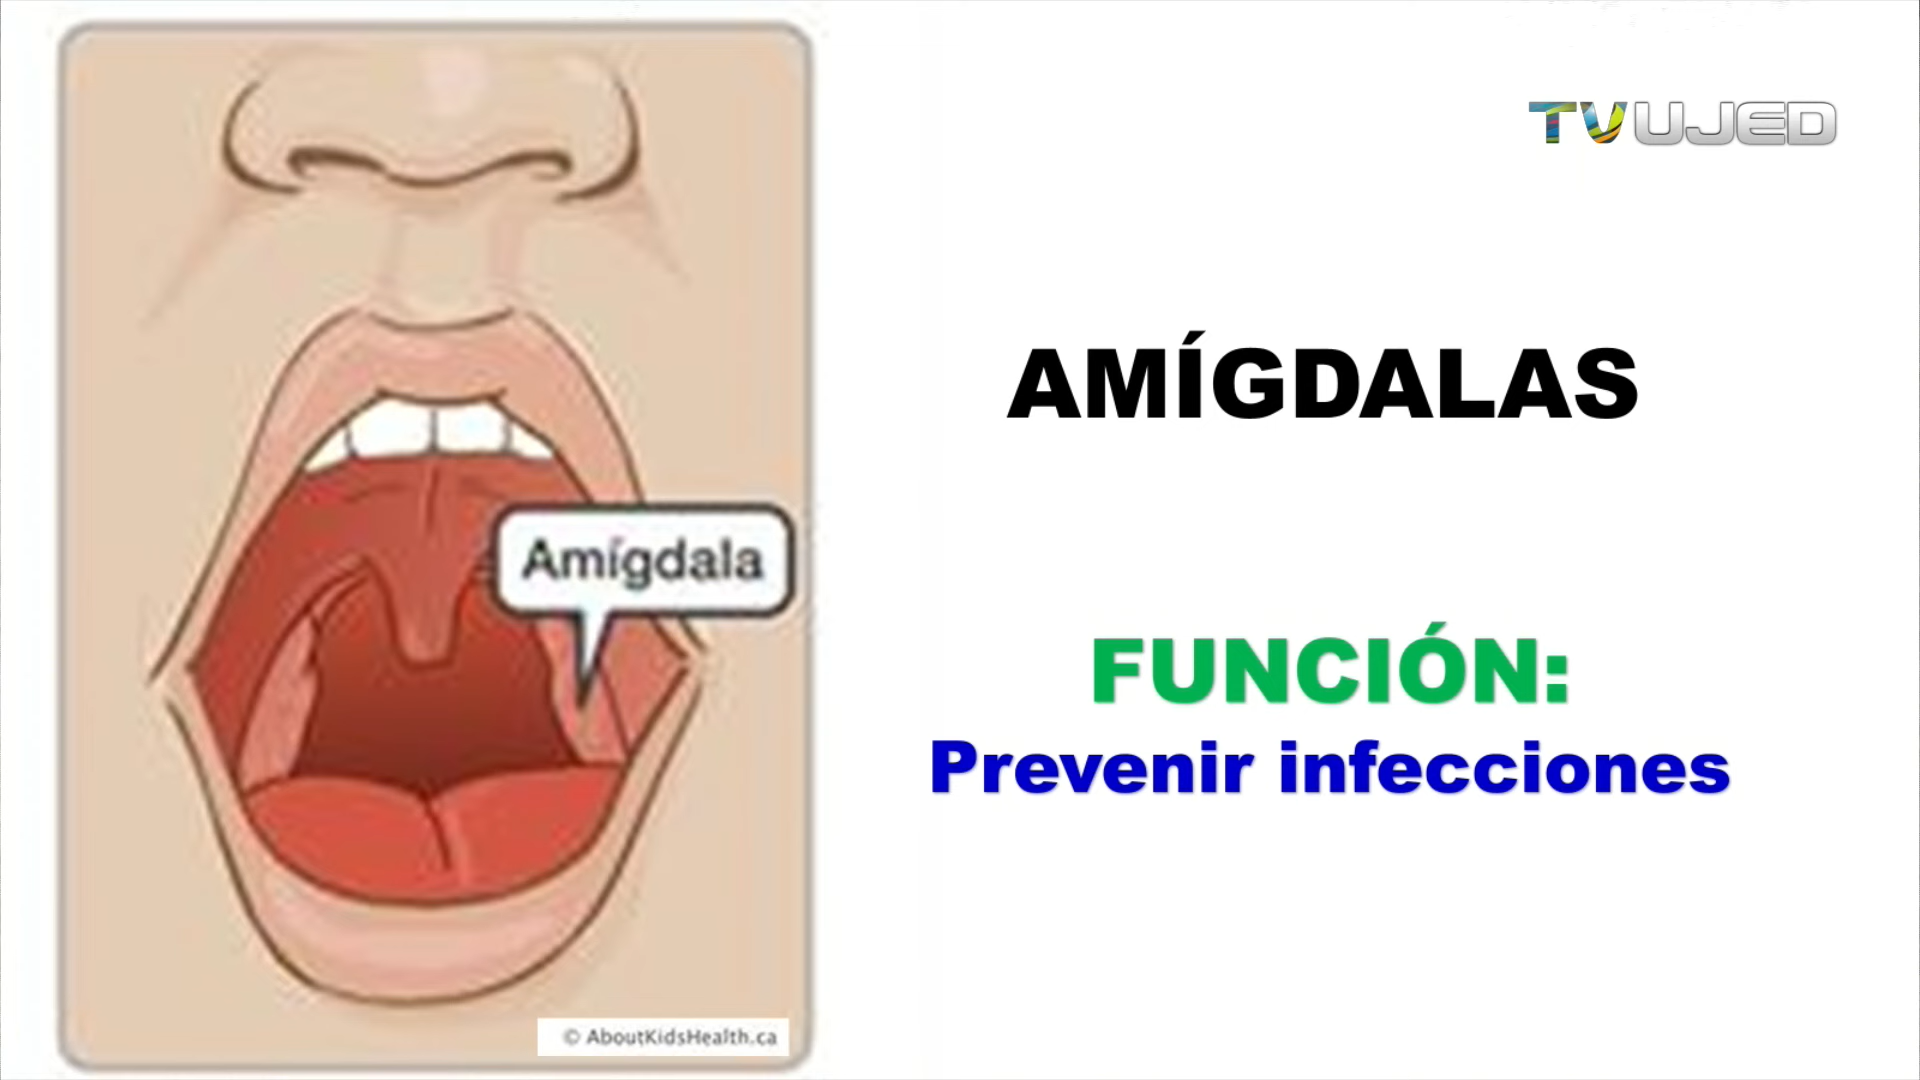 TVUJED
AMÍGDALAS
Amígdala
FUNCIÓN:
Prevenir infecciones
© AboutKidsHealth.ca